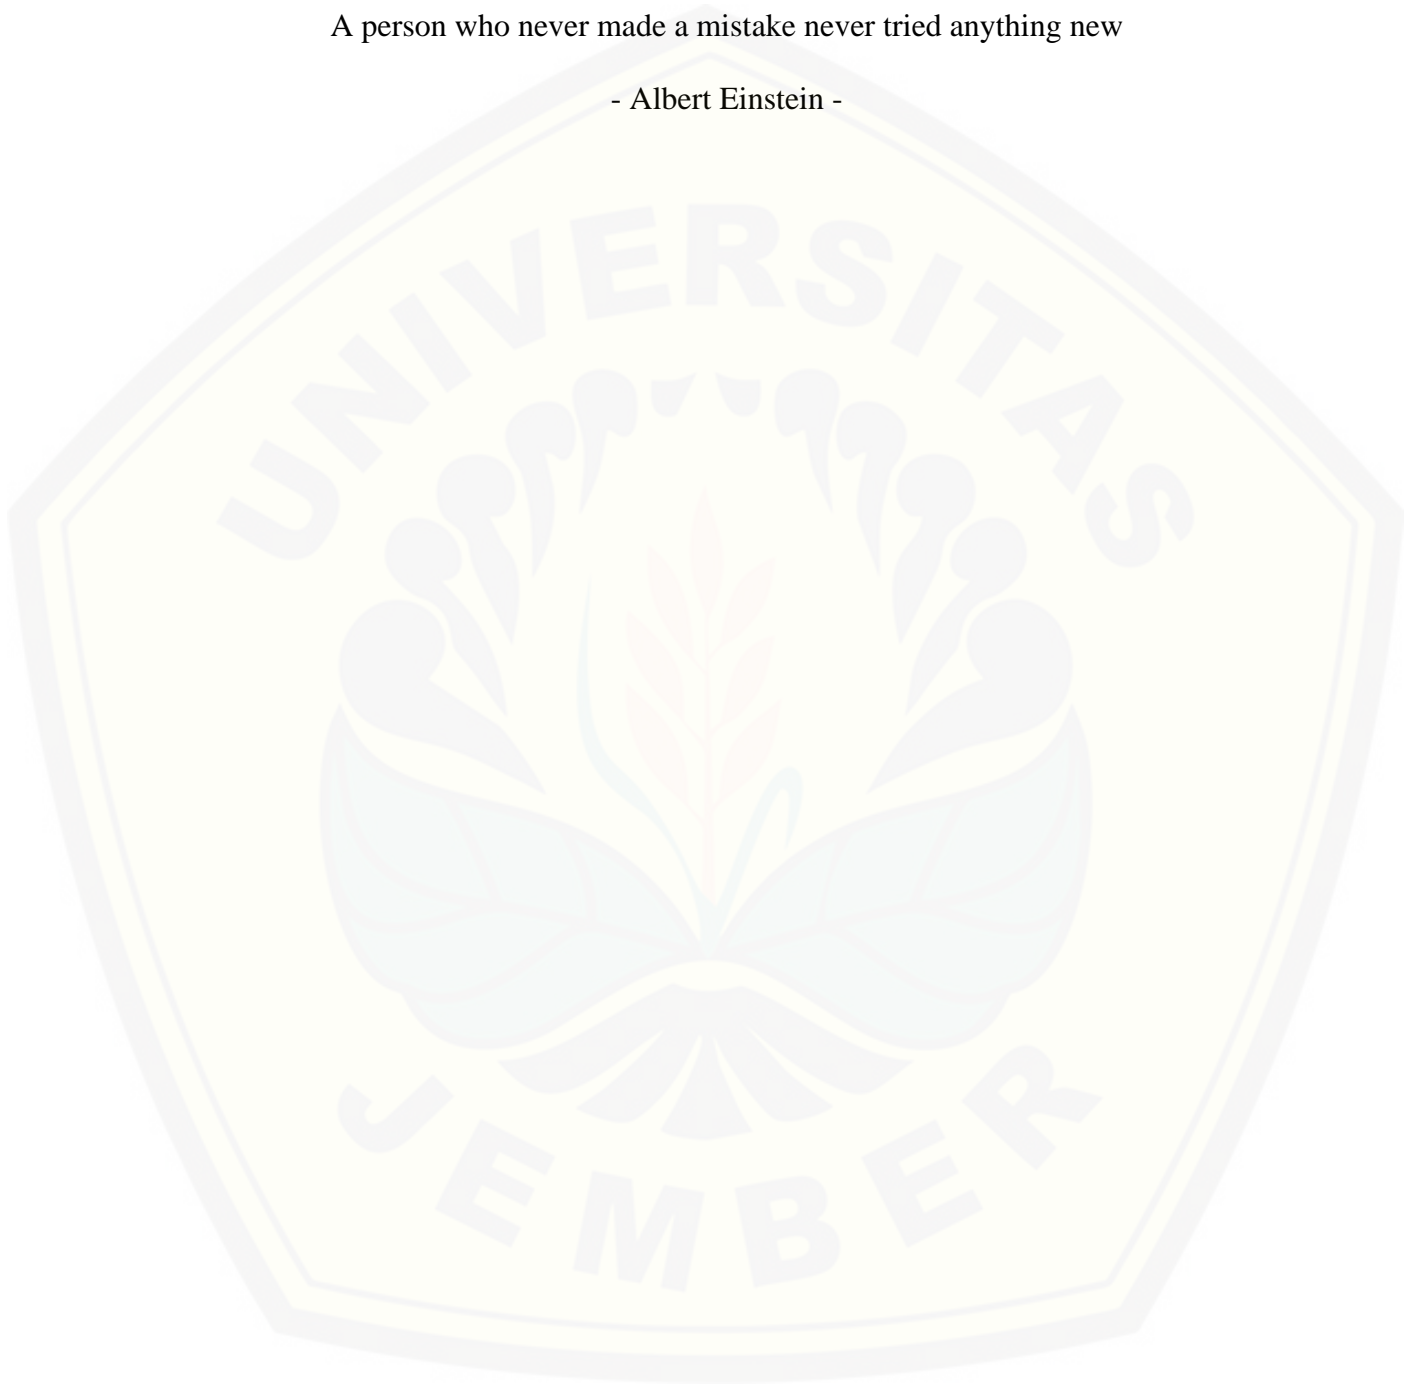 A person who never made a mistake never tried anything new
- Albert Einstein -
UNIVERSITAS
JEMBER